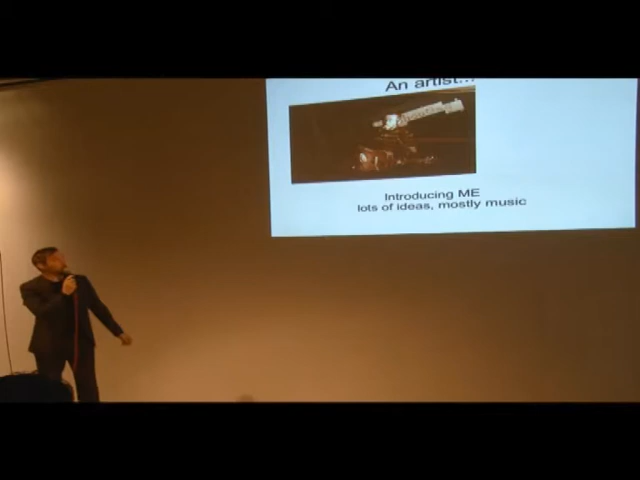 An artist...
Introducing ME
lots of ideas, mostly music